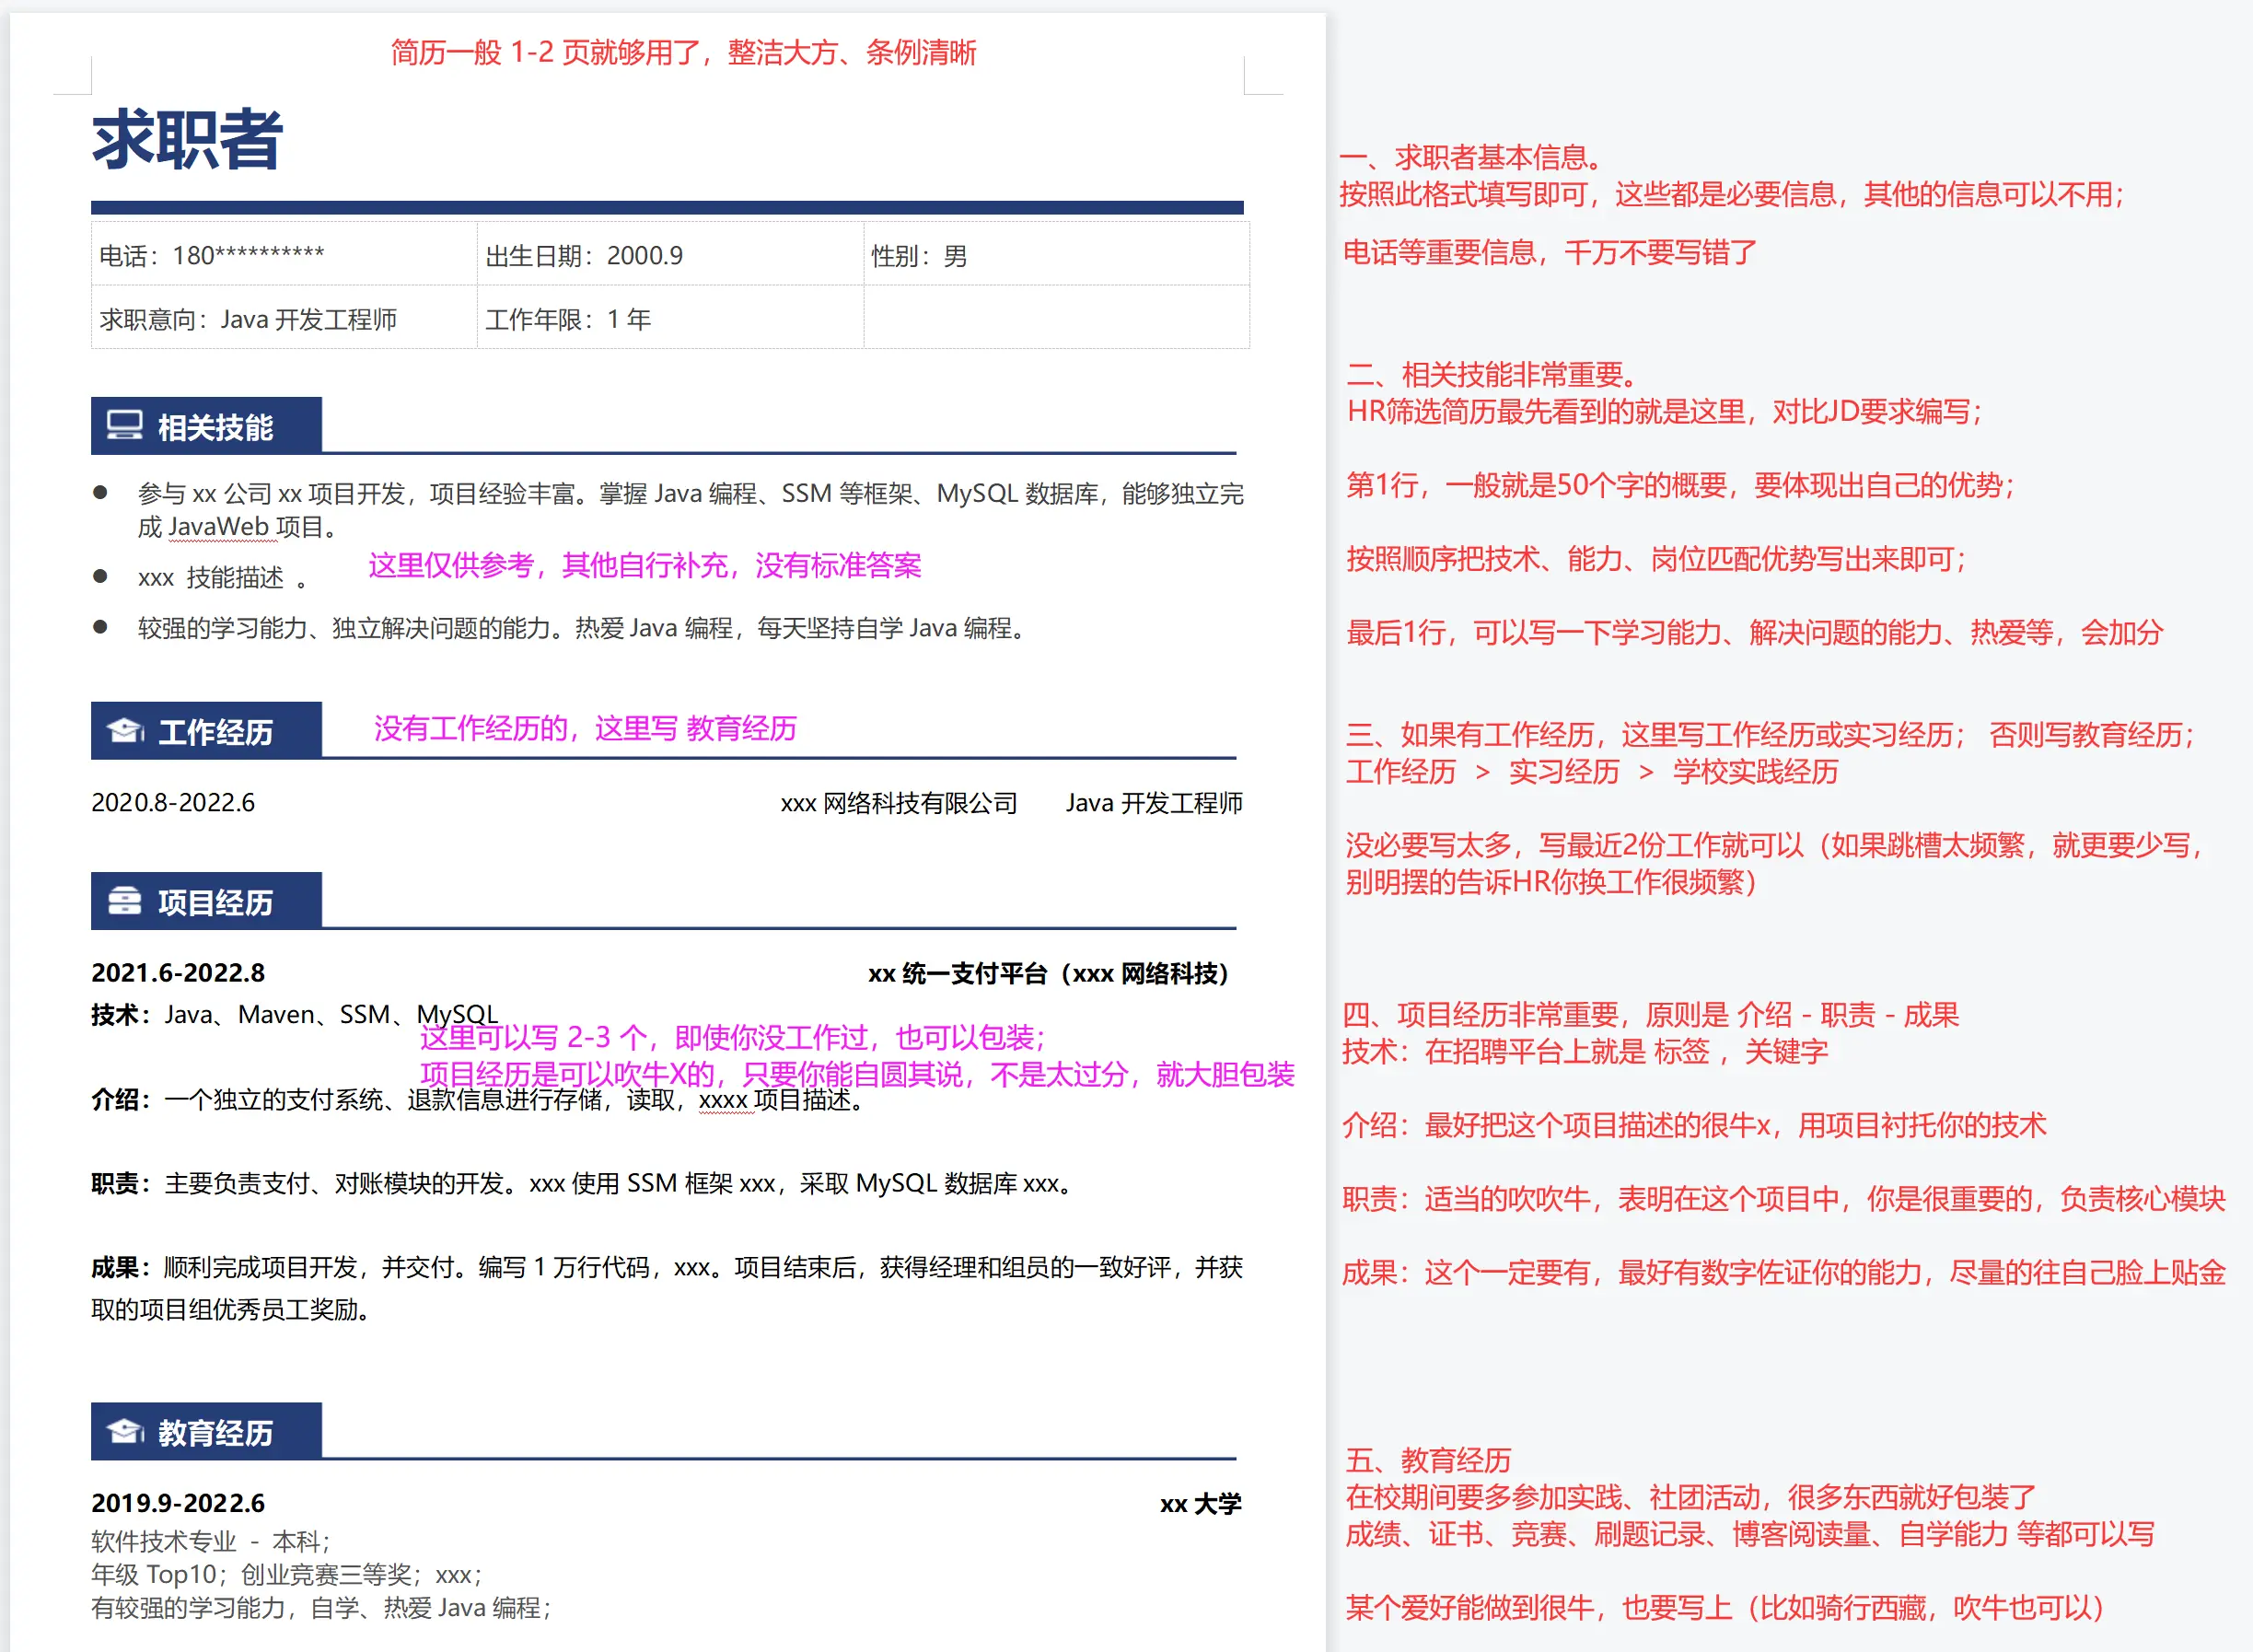 简历一般 1-2 页就够用了，整洁大方、条例清晰
求职者
电话：180********** 出生日期：2000.9 性别：男
求职意向：Java 开发工程师 工作年限：1 年
相关技能
参与 xx 公司 xx 项目开发，项目经验丰富。掌握 Java 编程、SSM 等框架、MySQL 数据库，能够独立完
成 JavaWeb 项目。
这里仅供参考，其他自行补充，没有标准答案
xxx 技能描述 。
较强的学习能力、独立解决问题的能力。热爱 Java 编程，每天坚持自学 Java 编程。
工作经历
没有工作经历的，这里写 教育经历
2020.8-2022.6 xxx 网络科技有限公司 Java 开发工程师
项目经历
2021.6-2022.8 xx 统一支付平台（xxx 网络科技）
技术：Java、Maven、SSM、MySQL
这里可以写 2-3 个，即使你没工作过，也可以包装；
项目经历是可以吹牛X的，只要你能自圆其说，不是太过分，就大胆包装
介绍：一个独立的支付系统、退款信息进行存储，读取，xxxx 项目描述。
职责：主要负责支付、对账模块的开发。xxx 使用 SSM 框架 xxx，采取 MySQL 数据库 xxx。
成果：顺利完成项目开发，并交付。编写 1 万行代码，xxx。项目结束后，获得经理和组员的一致好评，并获
取的项目组优秀员工奖励。
教育经历
2019.9-2022.6 xx 大学
软件技术专业 - 本科；
年级 Top10；创业竞赛三等奖；xxx；
有较强的学习能力，自学、热爱 Java 编程；
一、求职者基本信息。
按照此格式填写即可，这些都是必要信息，其他的信息可以不用；
电话等重要信息，千万不要写错了
二、相关技能非常重要。
HR筛选简历最先看到的就是这里，对比JD要求编写；
第1行，一般就是50个字的概要，要体现出自己的优势；
按照顺序把技术、能力、岗位匹配优势写出来即可；
最后1行，可以写一下学习能力、解决问题的能力、热爱等，会加分
三、如果有工作经历，这里写工作经历或实习经历； 否则写教育经历；
工作经历 > 实习经历 > 学校实践经历
没必要写太多，写最近2份工作就可以（如果跳槽太频繁，就更要少写，
别明摆的告诉HR你换工作很频繁）
四、项目经历非常重要，原则是 介绍 - 职责 - 成果
技术：在招聘平台上就是 标签 ，关键字
介绍：最好把这个项目描述的很牛x，用项目衬托你的技术
职责：适当的吹吹牛，表明在这个项目中，你是很重要的，负责核心模块
成果：这个一定要有，最好有数字佐证你的能力，尽量的往自己脸上贴金
五、教育经历
在校期间要多参加实践、社团活动，很多东西就好包装了
成绩、证书、竞赛、刷题记录、博客阅读量、自学能力 等都可以写
某个爱好能做到很牛，也要写上（比如骑行西藏，吹牛也可以）